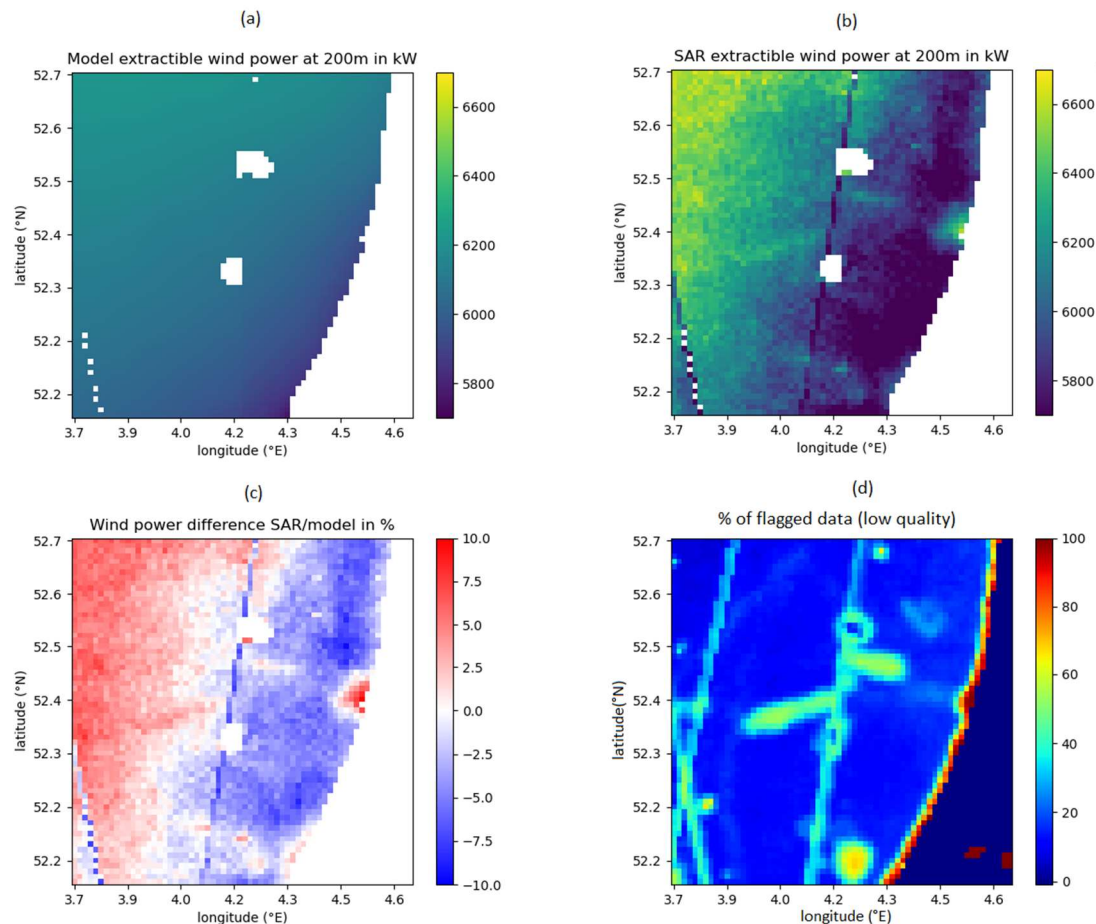 (a)
Model extractible wind power at 200m in kW
52.7
52.6
52.5
52.4
52.3
52.2
52.2
latitude (°N)
3.7 3.9 4.0 4.2 4.3 4.5 4.6
longitude (°E)
6600
6400
6200
6000
5800
(b)
SAR extractible wind power at 200m in kW
52.7
52.6
52.5
52.4
52.3
52.2
52.2
latitude (°N)
3.7 3.9 4.0 4.2 4.3 4.5 4.6
longitude (°E)
6600
6400
6200
6000
5800
(c)
Wind power difference SAR/model in %
52.7
52.6
52.5
52.4
52.3
52.2
52.2
latitude (°N)
3.7 3.9 4.0 4.2 4.3 4.5 4.6
longitude (°E)
10.0
7.5
5.0
2.5
0.0
−2.5
−5.0
−7.5
−10.0
(d)
% of flagged data (low quality)
52.7
52.6
52.5
52.4
52.3
52.2
52.2
latitude(°N)
3.7 3.9 4.0 4.2 4.3 4.5 4.6
longitude (°E)
100
80
60
40
20
0